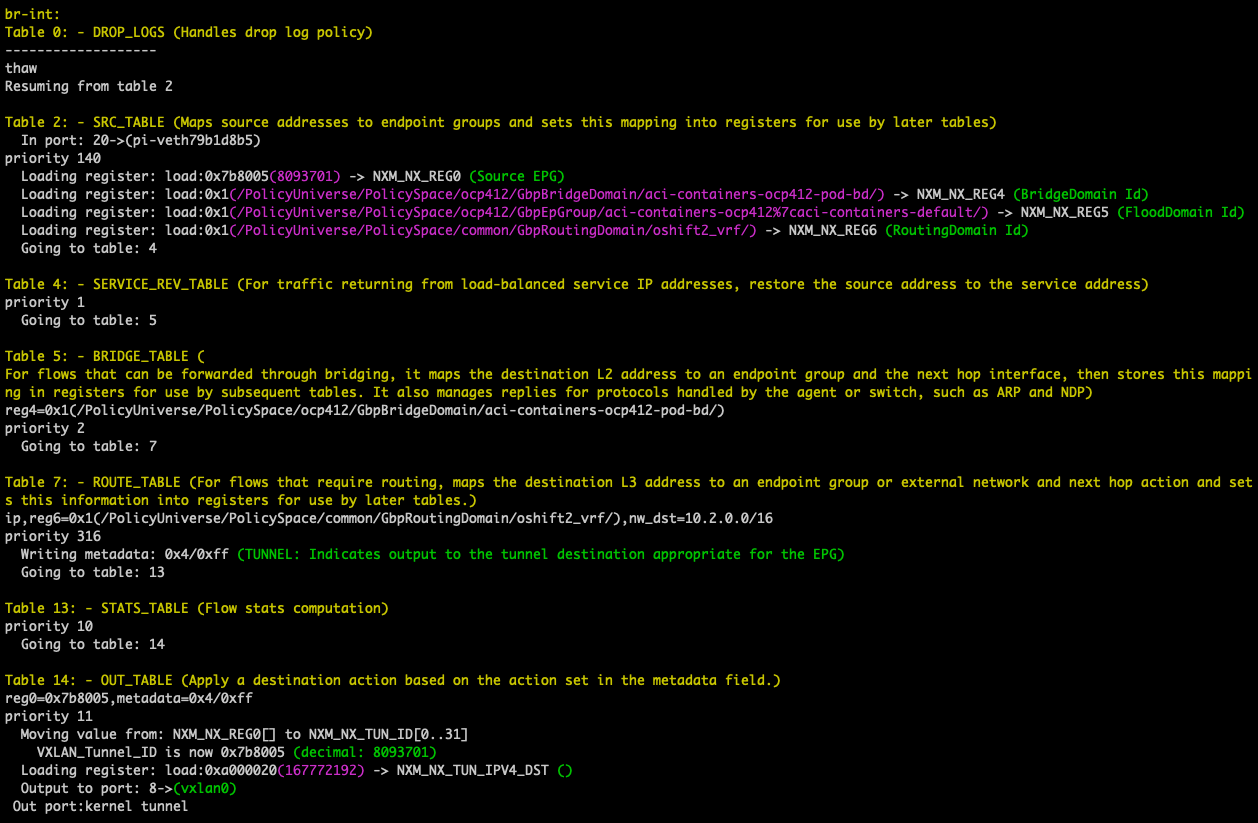 br-int:
Table 0: - DROP_LOGS (Handles drop log policy)
-------------------
thaw
Resuming from table 2

Table 2: - SRC_TABLE (Maps source addresses to endpoint groups and sets this mapping into registers for use by later tables)
  In port: 20->(pi-veth79b1d8b5)
priority 140
  Loading register: load:0x7b8005(8093701) -> NXM_NX_REG0 (Source EPG)
  Loading register: load:0x1(/PolicyUniverse/PolicySpace/ocp412/GbpBridgeDomain/aci-containers-ocp412-pod-bd/) -> NXM_NX_REG4 (BridgeDomain Id)
  Loading register: load:0x1(/PolicyUniverse/PolicySpace/ocp412/GbpEpGroup/aci-containers-ocp412%7caci-containers-default/) -> NXM_NX_REG5 (FloodDomain Id)
  Loading register: load:0x1(/PolicyUniverse/PolicySpace/common/GbpRoutingDomain/oshift2_vrf/) -> NXM_NX_REG6 (RoutingDomain Id)
  Going to table: 4

Table 4: - SERVICE_REV_TABLE (For traffic returning from load-balanced service IP addresses, restore the source address to the service address)
priority 1
  Going to table: 5

Table 5: - BRIDGE_TABLE (
For flows that can be forwarded through bridging, it maps the destination L2 address to an endpoint group and the next hop interface, then stores this mappi
ng in registers for use by subsequent tables. It also manages replies for protocols handled by the agent or switch, such as ARP and NDP)
reg4=0x1(/PolicyUniverse/PolicySpace/ocp412/GbpBridgeDomain/aci-containers-ocp412-pod-bd/)
priority 2
  Going to table: 7

Table 7: - ROUTE_TABLE (For flows that require routing, maps the destination L3 address to an endpoint group or external network and next hop action and set
s this information into registers for use by later tables.)
ip,reg6=0x1(/PolicyUniverse/PolicySpace/common/GbpRoutingDomain/oshift2_vrf/),nw_dst=10.2.0.0/16
priority 316
  Writing metadata: 0x4/0xff (TUNNEL: Indicates output to the tunnel destination appropriate for the EPG)
  Going to table: 13

Table 13: - STATS_TABLE (Flow stats computation)
priority 10
  Going to table: 14

Table 14: - OUT_TABLE (Apply a destination action based on the action set in the metadata field.)
reg0=0x7b8005,metadata=0x4/0xff
priority 11
  Moving value from: NXM_NX_REG0[] to NXM_NX_TUN_ID[0..31]
    VXLAN_Tunnel_ID is now 0x7b8005 (decimal: 8093701)
  Loading register: load:0xa000020(167772192) -> NXM_NX_TUN_IPV4_DST ()
  Output to port: 8->(vxlan0)
 Out port:kernel tunnel